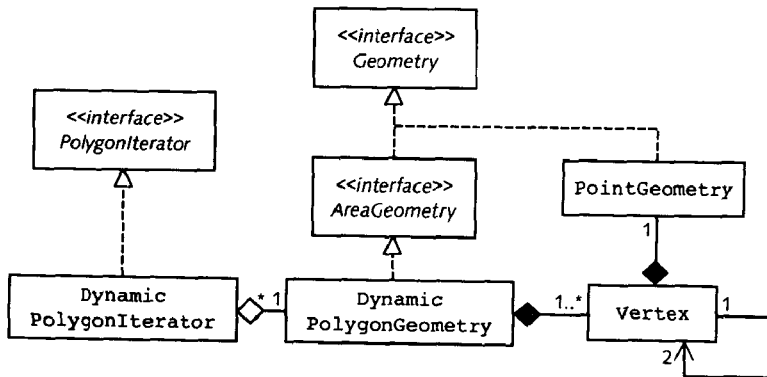 <<interface>>
Geometry
<<interface>>
PolygonIterator
<<interface>>
AreaGeometry
PointGeometry
1
Dynamic
PolygonIterator
* 1
Dynamic
PolygonGeometry
1..*
Vertex
1
2